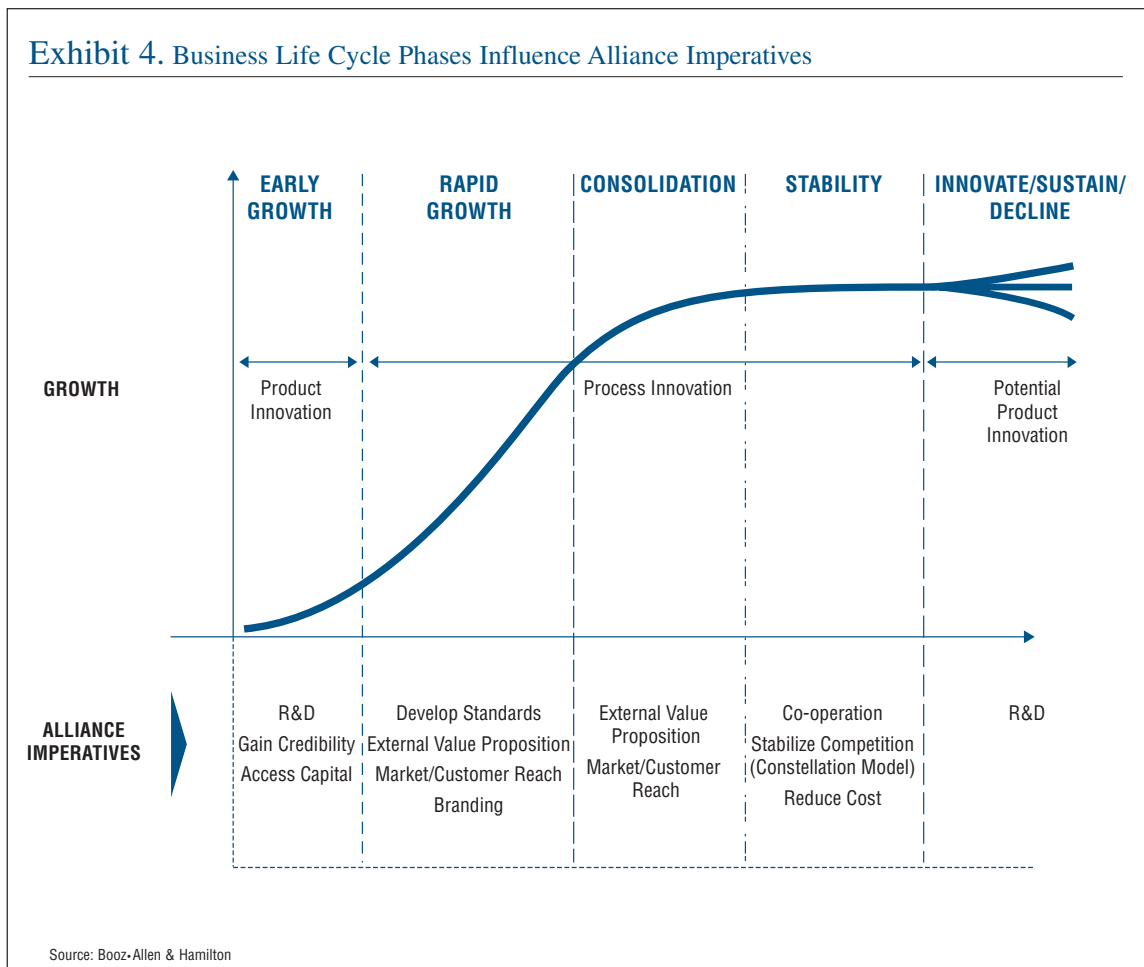 Exhibit 4. Business Life Cycle Phases Influence Alliance Imperatives
EARLY
GROWTH
RAPID
GROWTH
CONSOLIDATION
STABILITY
INNOVATE/SUSTAIN/
DECLINE
GROWTH
Product
Innovation
Process Innovation
Potential
Product
Innovation
ALLIANCE
IMPERATIVES
R&D
Gain Credibility
Access Capital
Develop Standards
External Value Proposition
Market/Customer Reach
Branding
External Value
Proposition
Market/Customer
Reach
Co-operation
Stabilize Competition
(Constellation Model)
Reduce Cost
R&D
Source: Booz•Allen & Hamilton